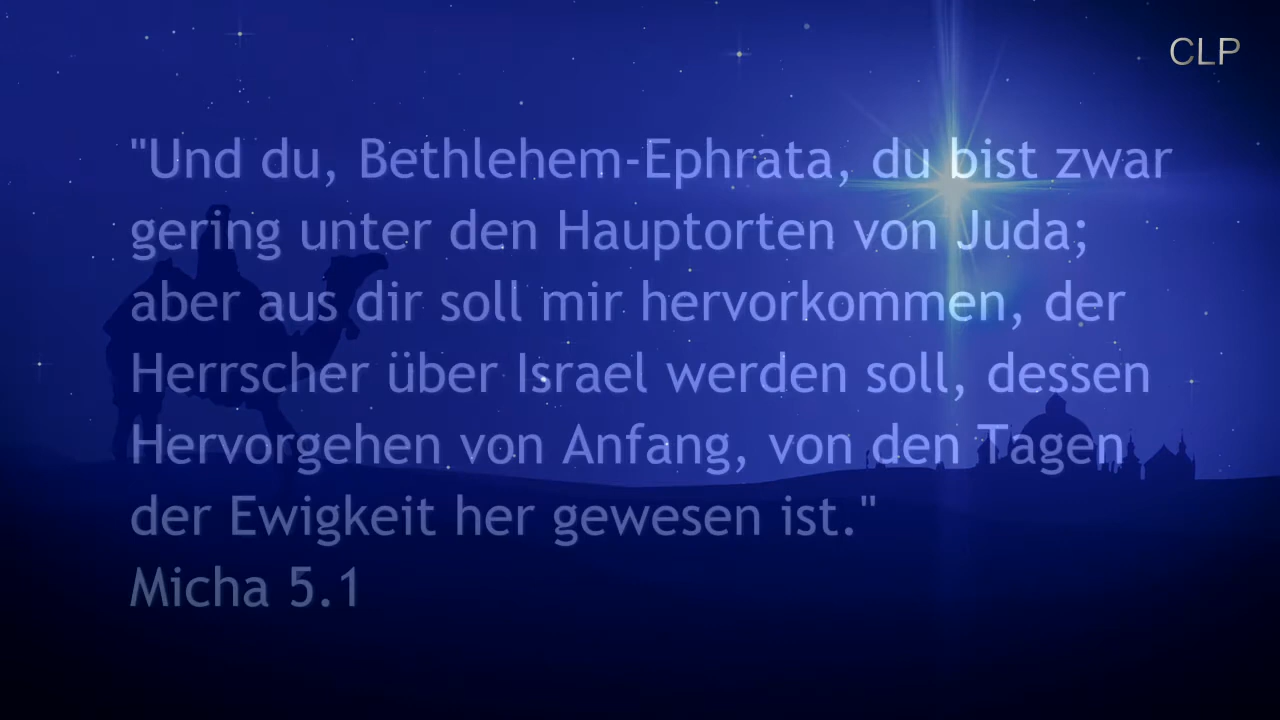 CLP
"Und du, Bethlehem-Ephrata, du bist zwar
gering unter den Hauptorten von Juda;
aber aus dir soll mir hervorkommen, der
Herrscher über Israel werden soll, dessen
Hervorgehen von Anfang, von den Tagen
der Ewigkeit her gewesen ist."
Micha 5.1